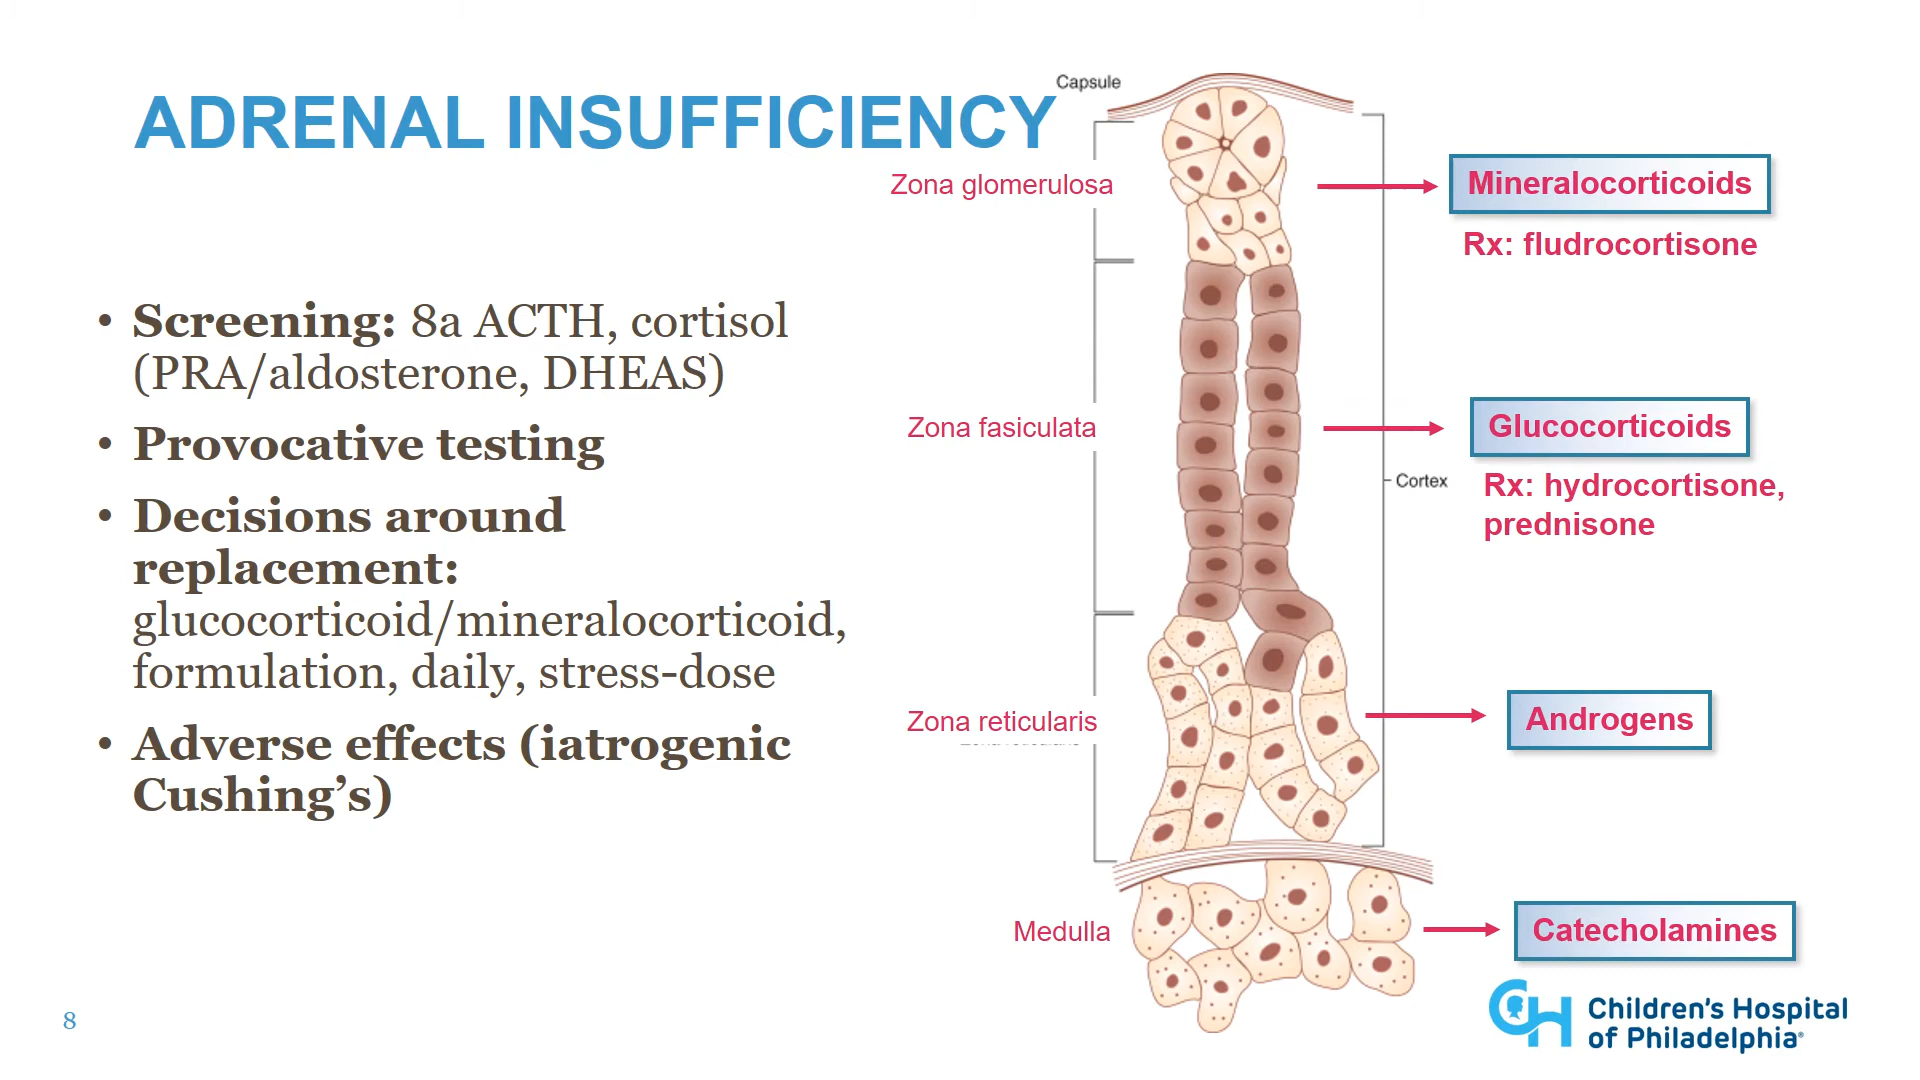 ADRENAL INSUFFICIENCY
• Screening: 8a ACTH, cortisol
(PRA/aldosterone, DHEAS)
• Provocative testing
• Decisions around
replacement:
glucocorticoid/mineralocorticoid,
formulation, daily, stress-dose
• Adverse effects (iatrogenic
Cushing’s)
Capsule
Zona glomerulosa
Zona fasiculata
Zona reticularis
Medulla
Cortex
Mineralocorticoids
Rx: fludrocortisone
Glucocorticoids
Rx: hydrocortisone,
prednisone
Androgens
Catecholamines
8
CH Children’s Hospital
of Philadelphia®